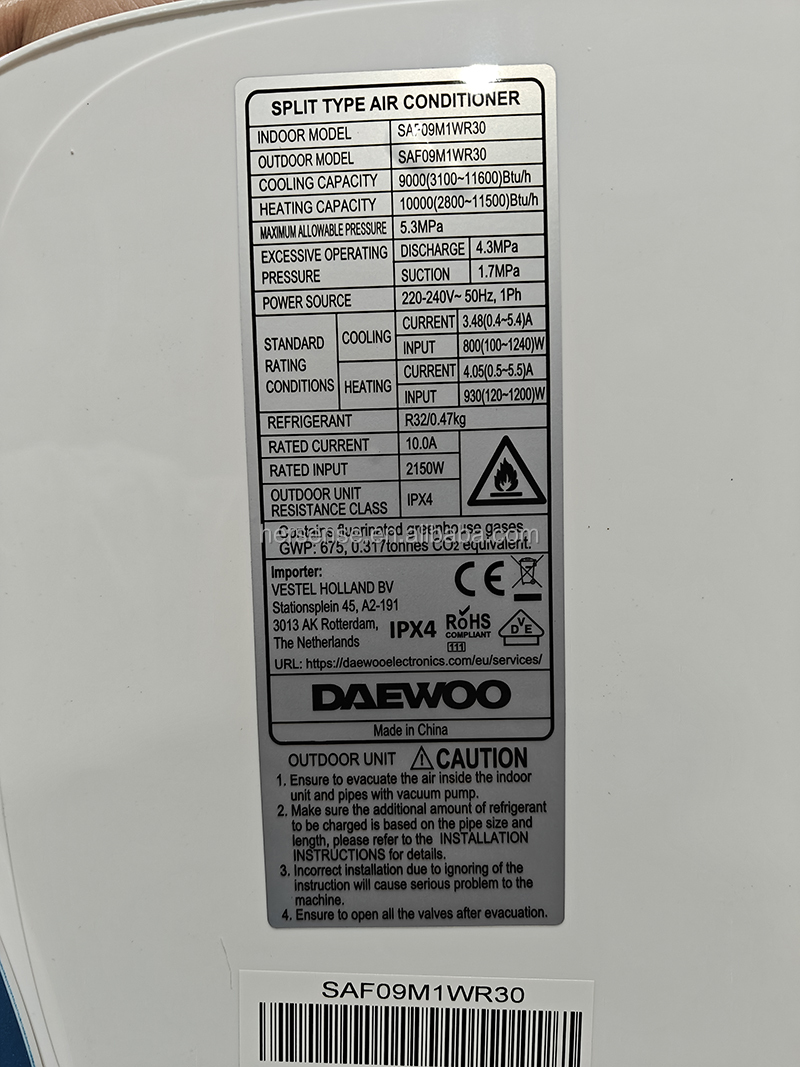 SPLIT TYPE AIR CONDITIONER
INDOOR MODEL SAF09M1WR30
OUTDOOR MODEL SAF09M1WR30
COOLING CAPACITY 9000(3100~11600)Btu/h
HEATING CAPACITY 10000(2800~11500)Btu/h
MAXIMUM ALLOWABLE PRESSURE 5.3MPa
EXCESSIVE OPERATING PRESSURE DISCHARGE 4.3MPa
SUCTION 1.7MPa
POWER SOURCE 220-240V~ 50Hz, 1Ph
STANDARD RATING CONDITIONS COOLING CURRENT 3.48(0.4~5.4)A
INPUT 800(100~1240)W
HEATING CURRENT 4.05(0.5~5.5)A
INPUT 930(120~1200)W
REFRIGERANT R32/0.47kg
RATED CURRENT 10.0A
RATED INPUT 2150W
OUTDOOR UNIT RESISTANCE CLASS IPX4
Contains fluorinated greenhouse gases.
GWP: 675, 0.317tonnes CO2 equivalent.
hersense.en.alibaba.com
Importer:
VESTEL HOLLAND BV
Stationsplein 45, A2-191
3013 AK Rotterdam,
The Netherlands
CE
IPX4
RoHS
COMPLIANT
111
VDE
URL: https://daewooelectronics.com/eu/services/
DAEWOO
Made in China
OUTDOOR UNIT CAUTION
1. Ensure to evacuate the air inside the indoor
unit and pipes with vacuum pump.
2. Make sure the additional amount of refrigerant
to be charged is based on the pipe size and
length, please refer to the INSTALLATION
INSTRUCTIONS for details.
3. Incorrect installation due to ignoring of the
instruction will cause serious problem to the
machine.
4. Ensure to open all the valves after evacuation.
SAF09M1WR30